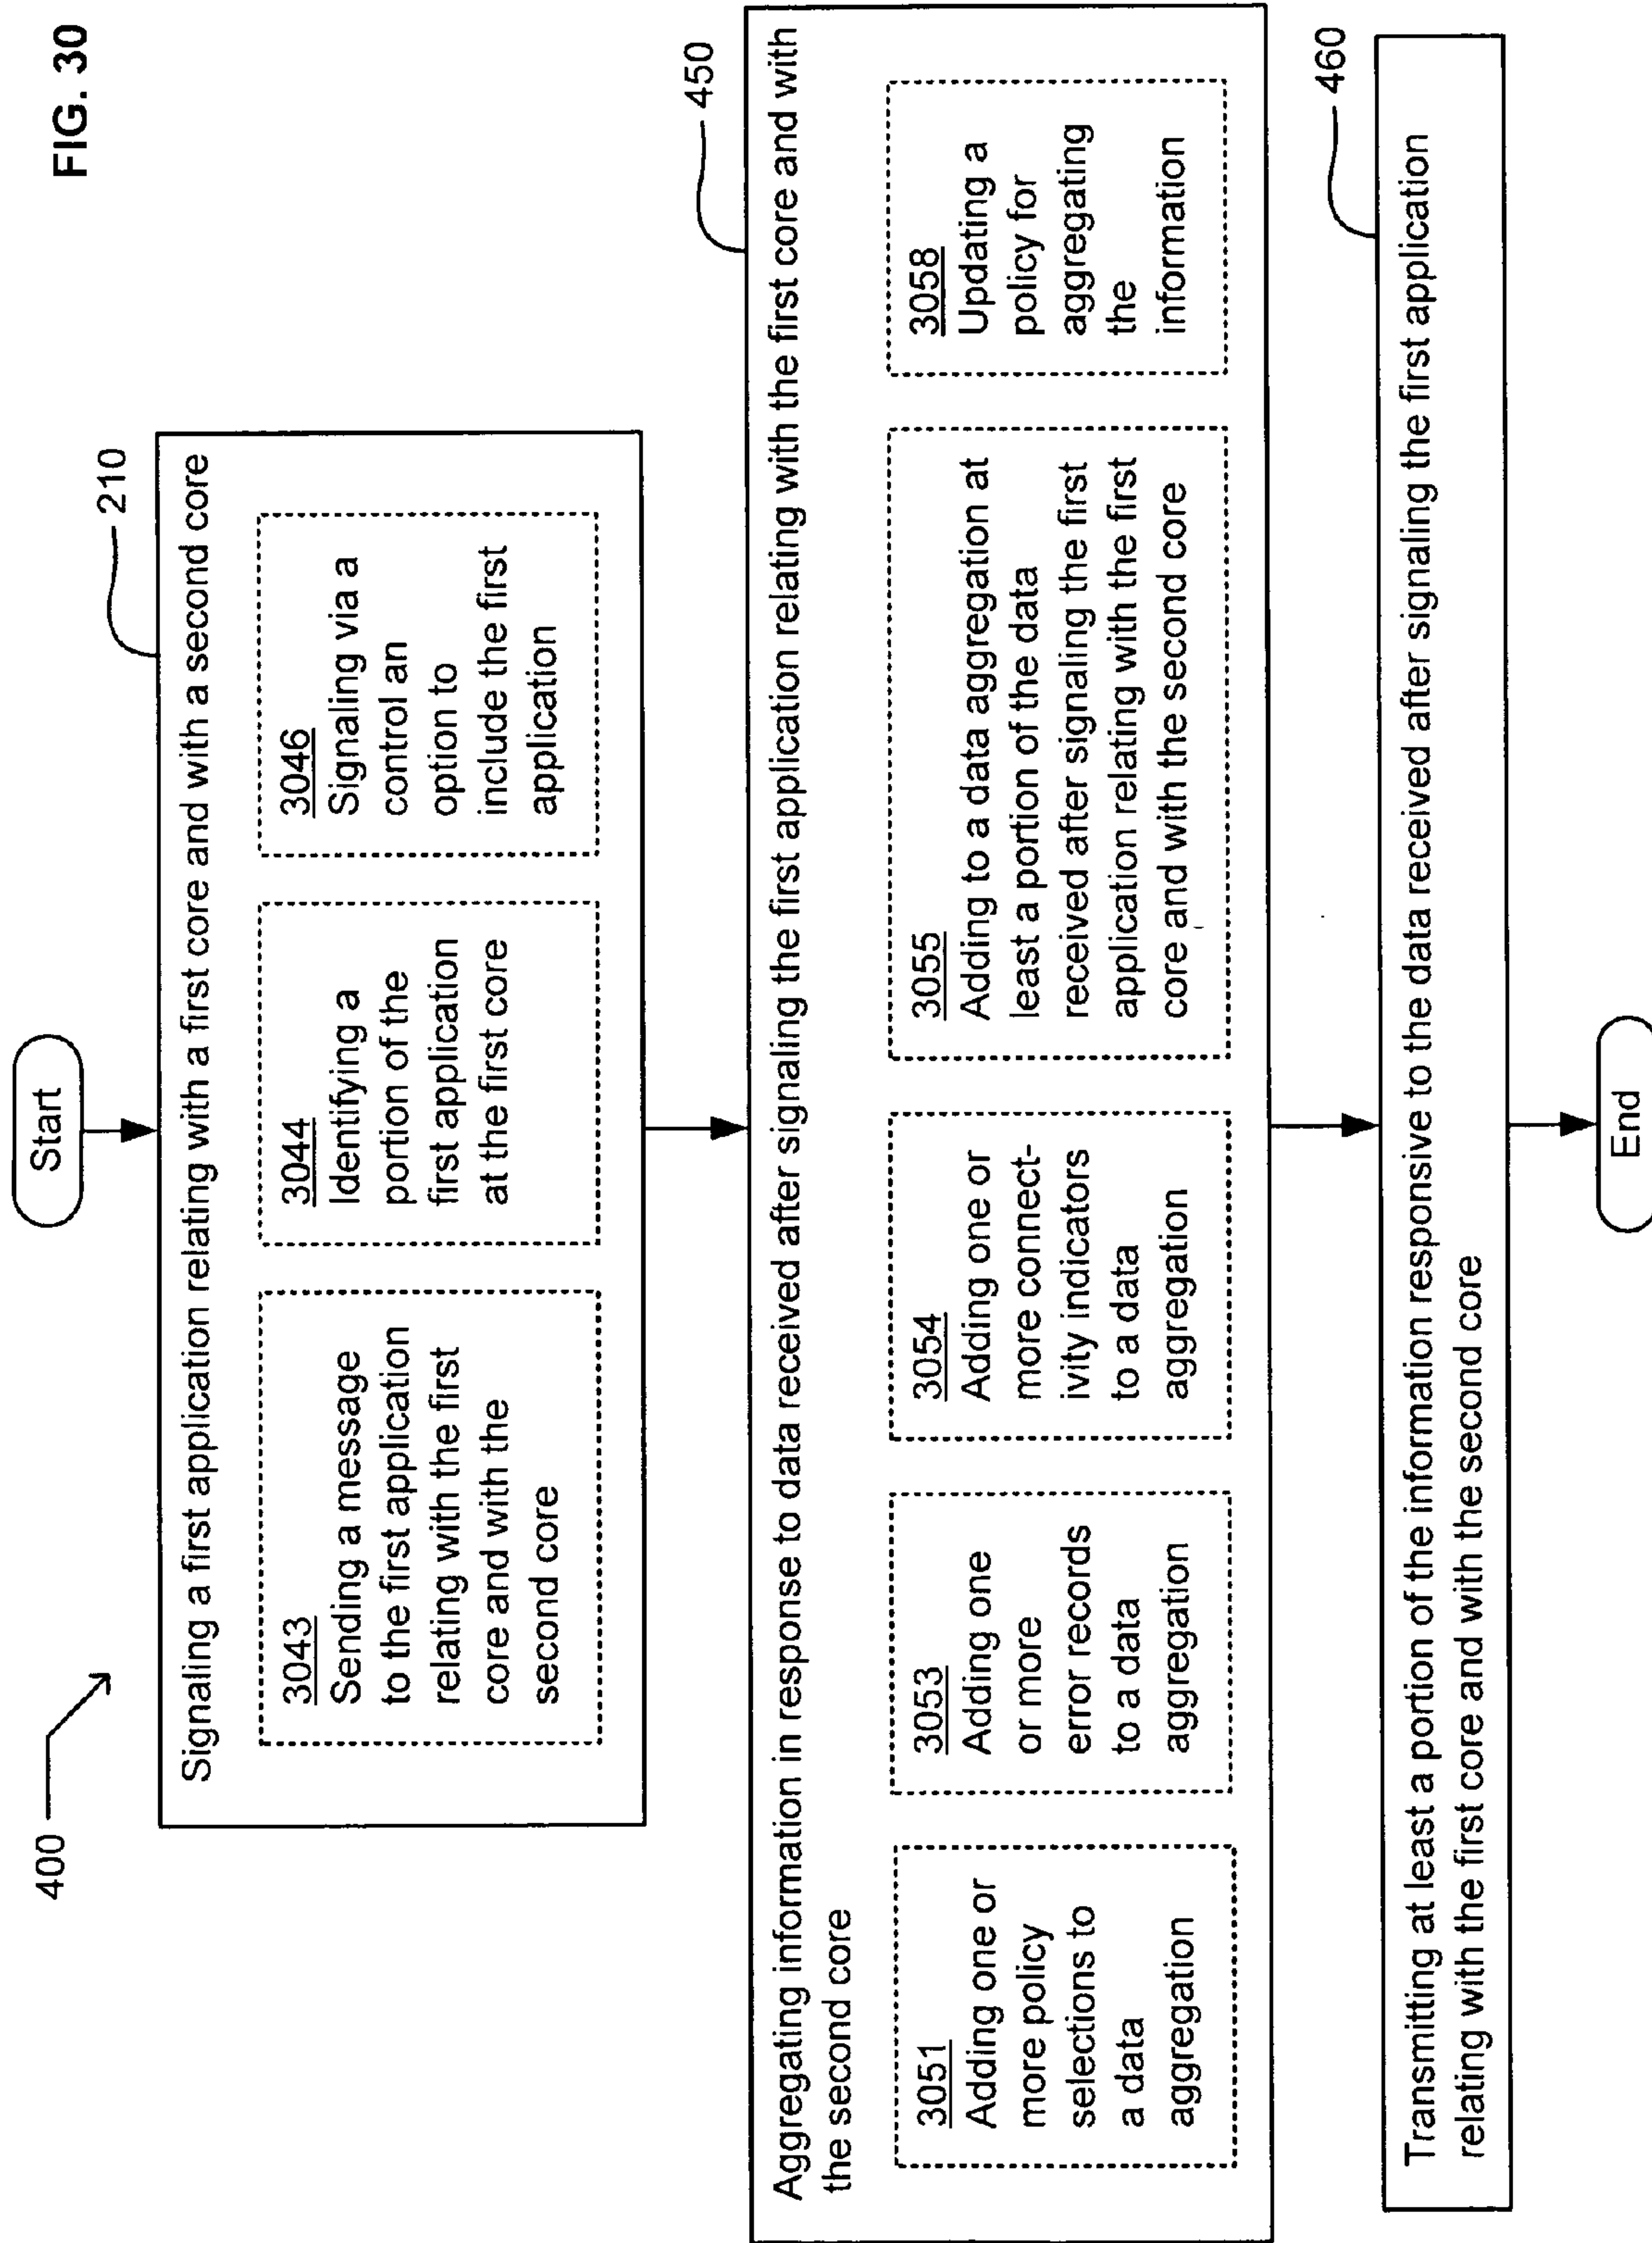 FIG. 30
400
Start
210
Signaling a first application relating with a first core and with a second core
3043
Sending a message
to the first application
relating with the first
core and with the
second core
3044
Identifying a
portion of the
first application
at the first core
3046
Signaling via a
control an
option to
include the first
application
450
Aggregating information in response to data received after signaling the first application relating with the first core and with
the second core
3051
Adding one or
more policy
selections to
a data
aggregation
3053
Adding one
or more
error records
to a data
aggregation
3054
Adding one or
more connect-
ivity indicators
to a data
aggregation
3055
Adding to a data aggregation at
least a portion of the data
received after signaling the first
application relating with the first
core and with the second core
3058
Updating a
policy for
aggregating
the
information
460
Transmitting at least a portion of the information responsive to the data received after signaling the first application
relating with the first core and with the second core
End